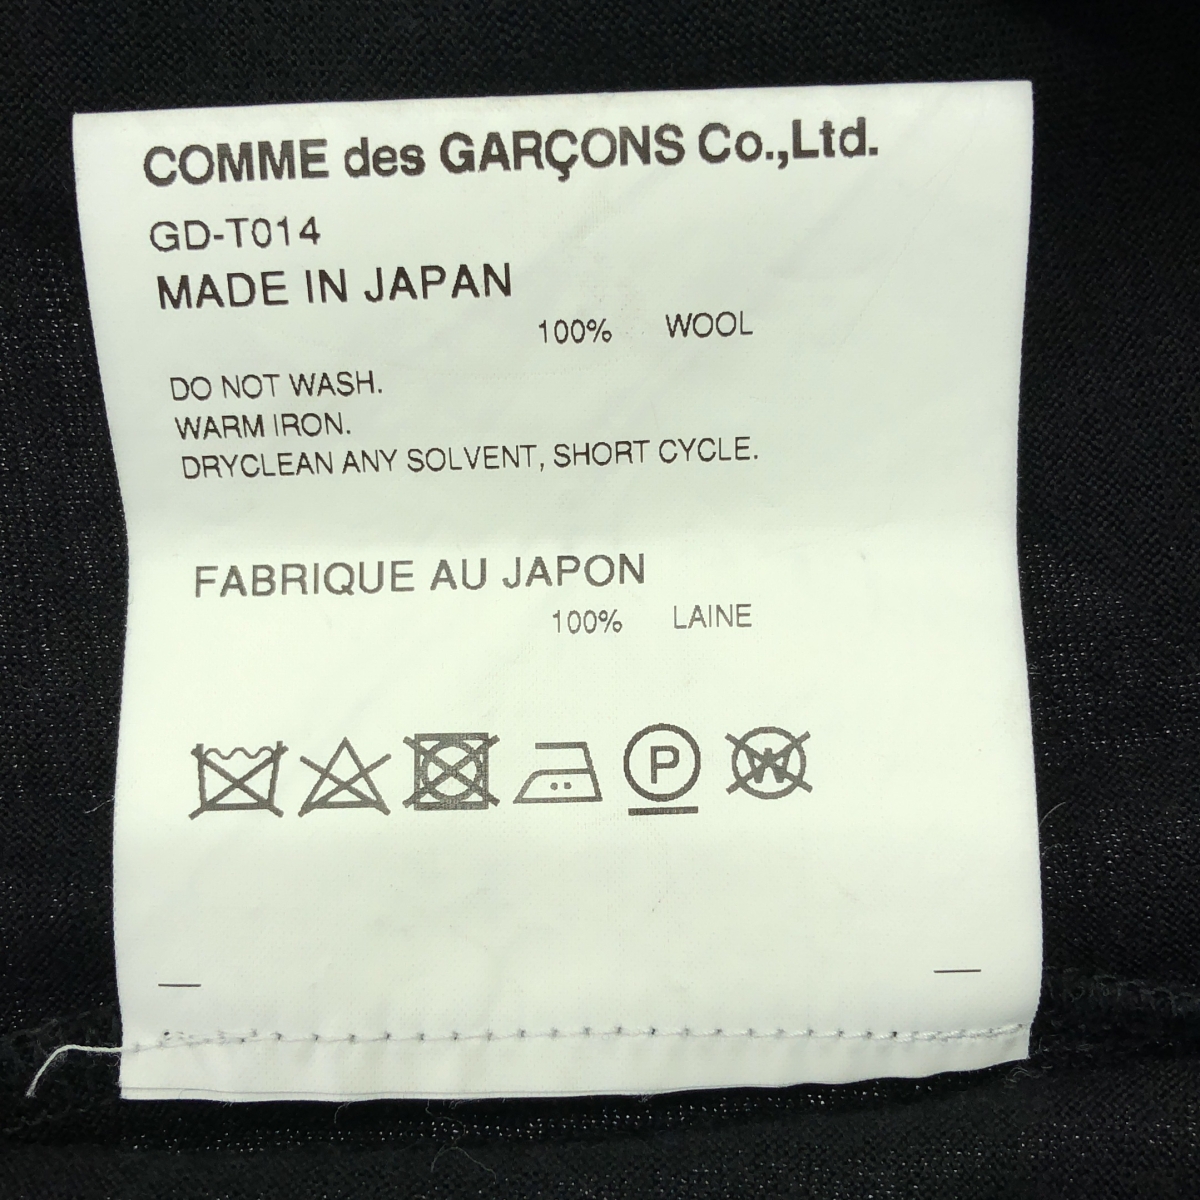 COMME des GARÇONS Co.,Ltd.
GD-T014
MADE IN JAPAN
100% WOOL
DO NOT WASH.
WARM IRON.
DRYCLEAN ANY SOLVENT, SHORT CYCLE.
FABRIQUE AU JAPON
100% LAINE
P W